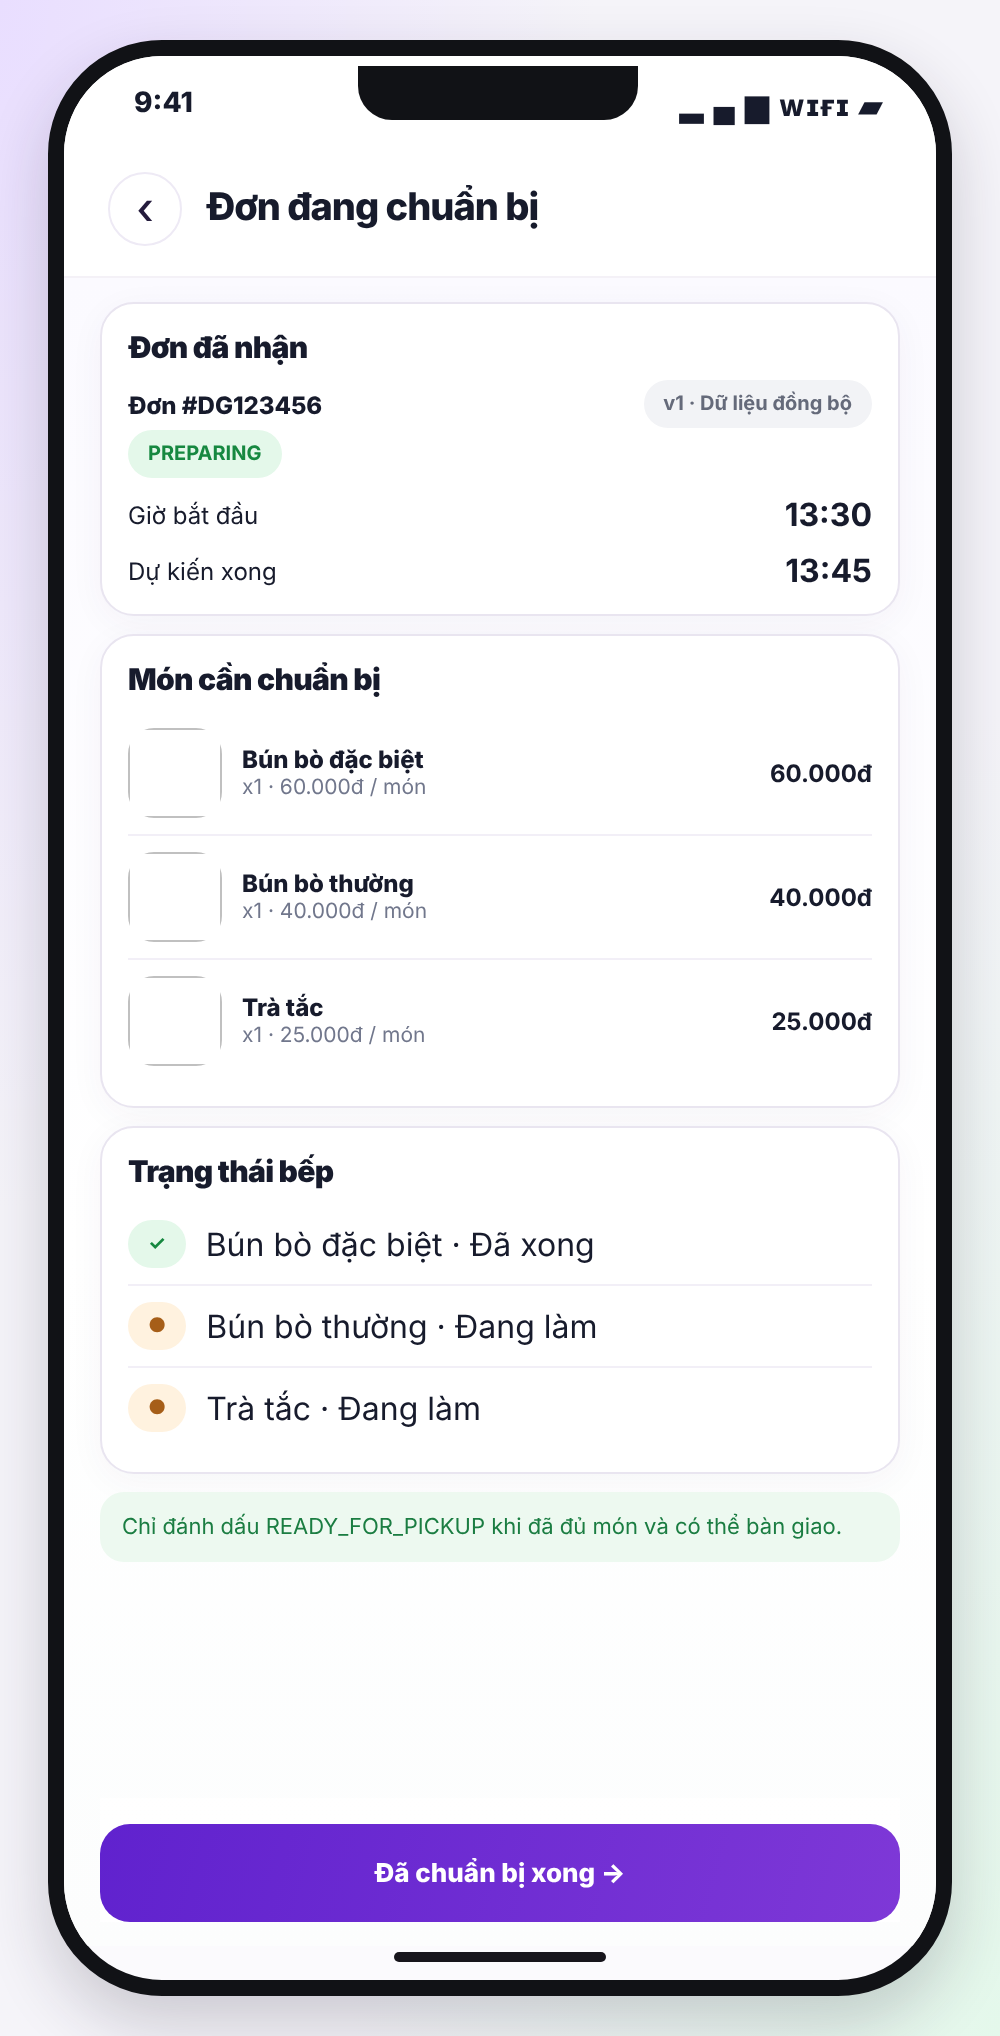 9:41
WIFI
Đơn đang chuẩn bị
Đơn đã nhận
Đơn #DG123456
v1 · Dữ liệu đồng bộ
PREPARING
Giờ bắt đầu
13:30
Dự kiến xong
13:45
Món cần chuẩn bị
Bún bò đặc biệt
x1 · 60.000đ / món
60.000đ
Bún bò thường
x1 · 40.000đ / món
40.000đ
Trà tắc
x1 · 25.000đ / món
25.000đ
Trạng thái bếp
✓ Bún bò đặc biệt · Đã xong
● Bún bò thường · Đang làm
● Trà tắc · Đang làm
Chỉ đánh dấu READY_FOR_PICKUP khi đã đủ món và có thể bàn giao.
Đã chuẩn bị xong →